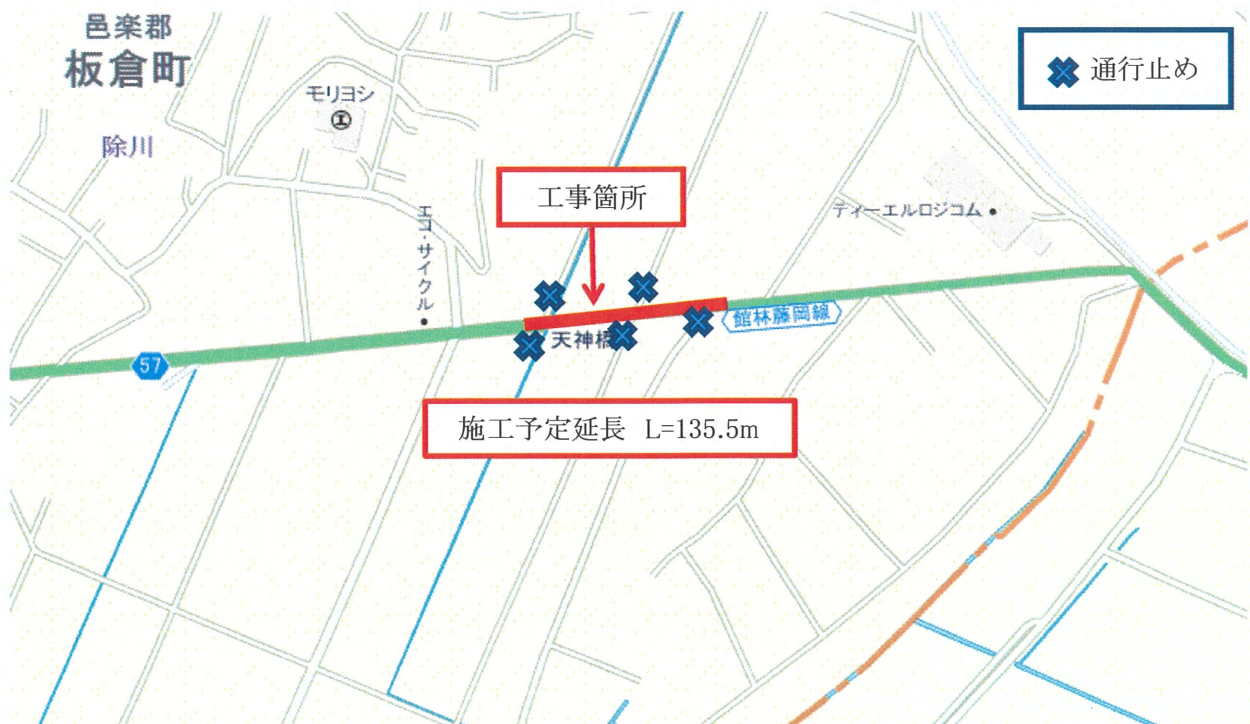 邑楽郡
板倉町
除川
モリヨシ
通行止め
工事箇所
エコ・サイクル
ティーエルロジコム
天神橋
館林藤岡線
57
施工予定延長 L=135.5m